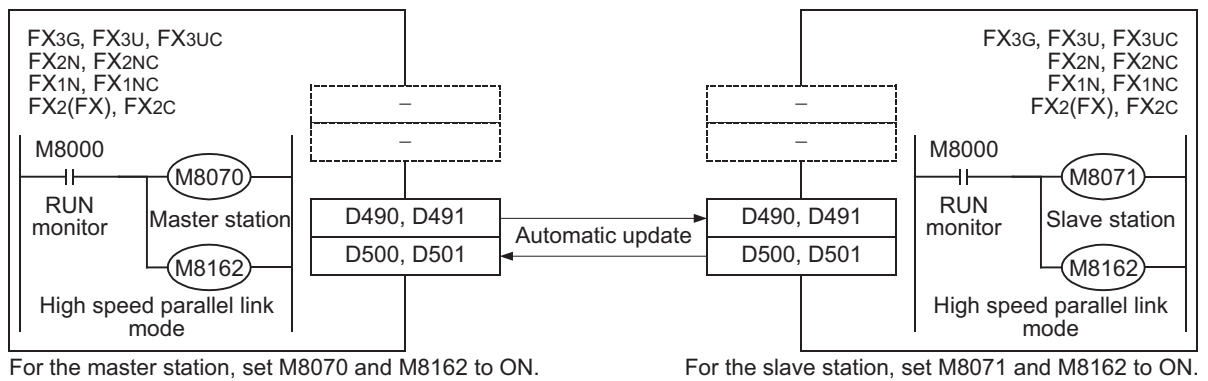 FX3G, FX3U, FX3UC
FX2N, FX2NC
FX1N, FX1NC
FX2(FX), FX2C
M8000
M8070
RUN
monitor
Master station
M8162
High speed parallel link
mode
–
–
D490, D491
D500, D501
Automatic update
–
–
D490, D491
D500, D501
FX3G, FX3U, FX3UC
FX2N, FX2NC
FX1N, FX1NC
FX2(FX), FX2C
M8000
M8071
RUN
monitor
Slave station
M8162
High speed parallel link
mode
For the master station, set M8070 and M8162 to ON.
For the slave station, set M8071 and M8162 to ON.